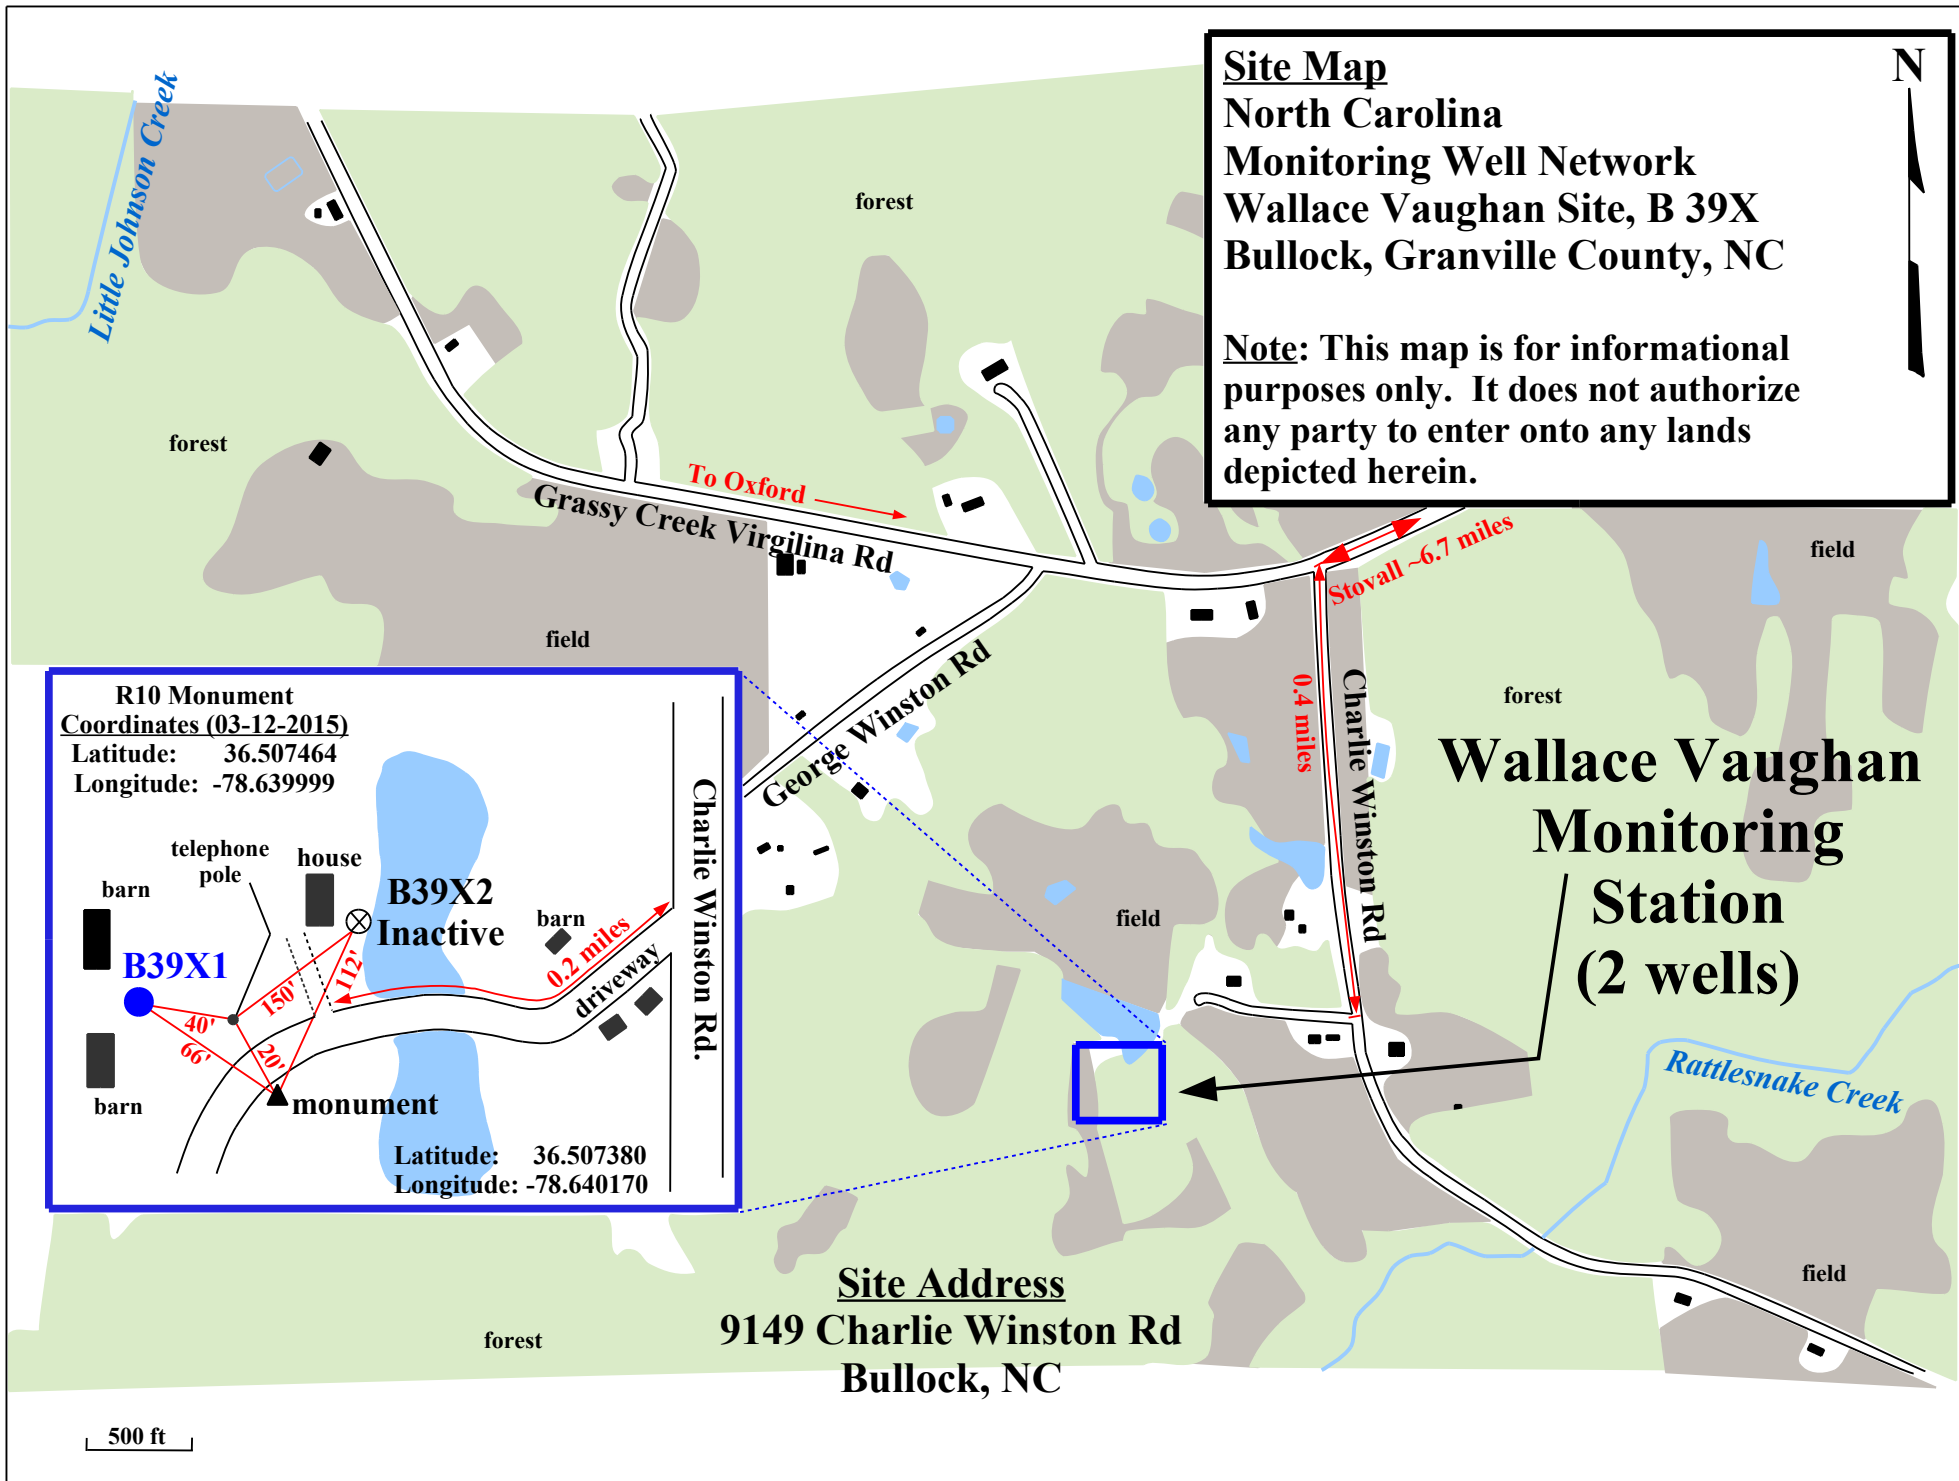 Site Map
North Carolina
Monitoring Well Network
Wallace Vaughan Site, B 39X
Bullock, Granville County, NC
Note: This map is for informational
purposes only.  It does not authorize
any party to enter onto any lands
depicted herein.
N
Little Johnson Creek
forest
forest
To Oxford
Grassy Creek Virgilina Rd
Stovall ~6.7 miles
field
field
George Winston Rd
0.4 miles
Charlie Winston Rd
forest
Wallace Vaughan
Monitoring
Station
(2 wells)
field
Rattlesnake Creek
R10 Monument
Coordinates (03-12-2015)
Latitude: 36.507464
Longitude: -78.639999
telephone
pole
house
barn
B39X2
Inactive
barn
0.2 miles
driveway
Charlie Winston Rd.
B39X1
150'
112'
40'
66'
20'
barn
monument
Latitude: 36.507380
Longitude: -78.640170
field
forest
Site Address
9149 Charlie Winston Rd
Bullock, NC
500 ft